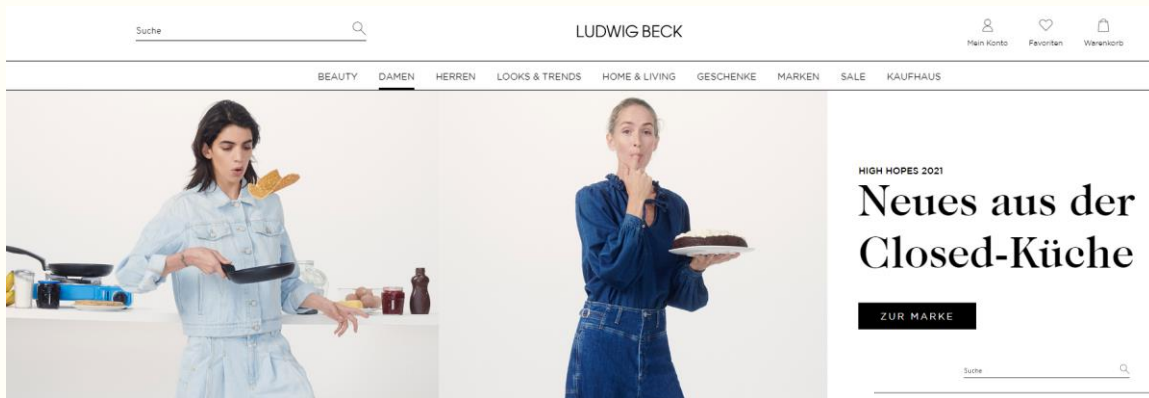 Suche
LUDWIG BECK
Mein Konto Favoriten Warenkorb
BEAUTY DAMEN HERREN LOOKS & TRENDS HOME & LIVING GESCHENKE MARKEN SALE KAUFHAUS
HIGH HOPES 2021
Neues aus der
Closed-Küche
ZUR MARKE
Suche